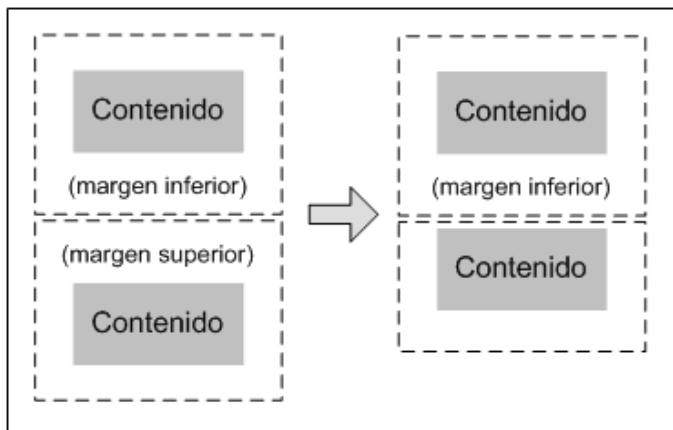 Contenido
(margen inferior)
(margen superior)
Contenido
Contenido
(margen inferior)
Contenido